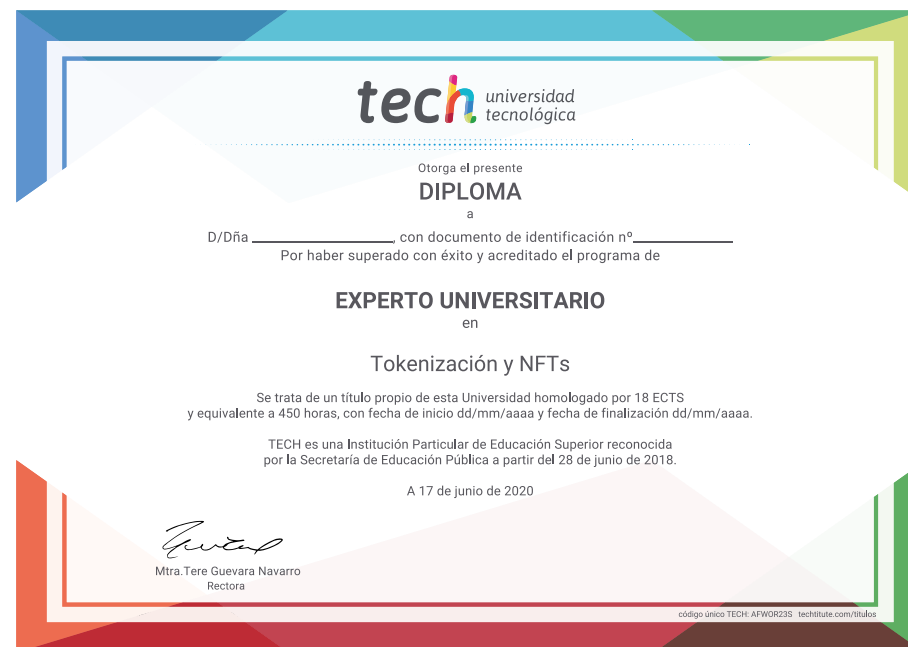 tech universidad
tecnológica
Otorga el presente
DIPLOMA
a
D/Dña ____________________, con documento de identificación nº______________
Por haber superado con éxito y acreditado el programa de
EXPERTO UNIVERSITARIO
en
Tokenización y NFTs
Se trata de un título propio de esta Universidad homologado por 18 ECTS
y equivalente a 450 horas, con fecha de inicio dd/mm/aaaa y fecha de finalización dd/mm/aaaa.
TECH es una Institución Particular de Educación Superior reconocida
por la Secretaría de Educación Pública a partir del 28 de junio de 2018.
A 17 de junio de 2020
Mtra.Tere Guevara Navarro
Rectora
código único TECH: AFWOR23S techtitute.com/titulos